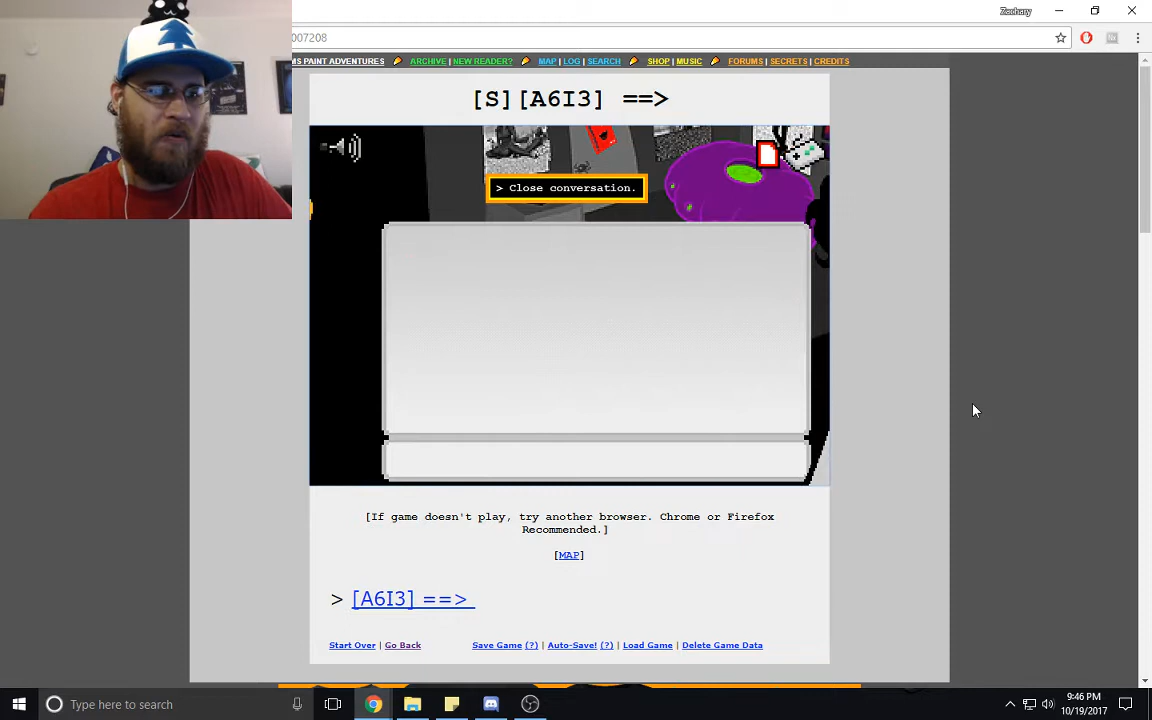 Zachary
007208
MS PAINT ADVENTURES ARCHIVE | NEW READER? MAP | LOG | SEARCH SHOP | MUSIC FORUMS | SECRETS | CREDITS
[S][A6I3] ==>
> Close conversation.
[If game doesn't play, try another browser. Chrome or Firefox
Recommended.]
[MAP]
> [A6I3] ==>
Start Over | Go Back Save Game (?) | Auto-Save! (?) | Load Game | Delete Game Data
Type here to search
9:46 PM
10/19/2017